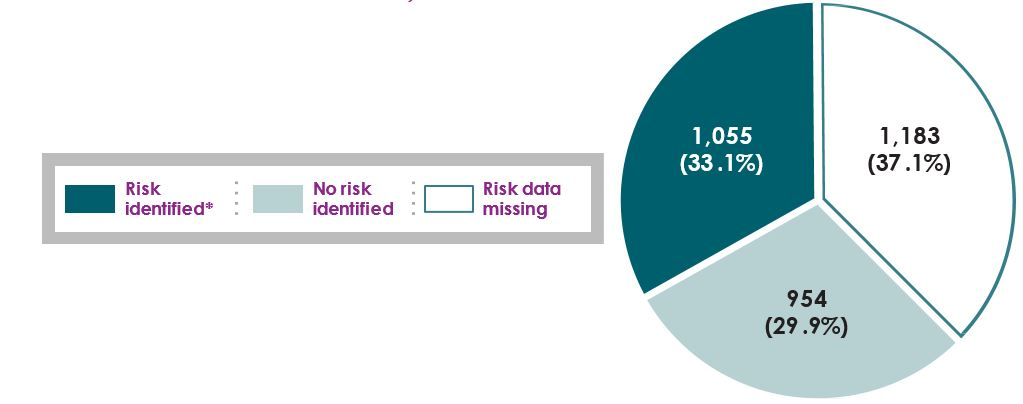 Risk
identified*
No risk
identified
Risk data
missing
1,055
(33.1%)
1,183
(37.1%)
954
(29.9%)